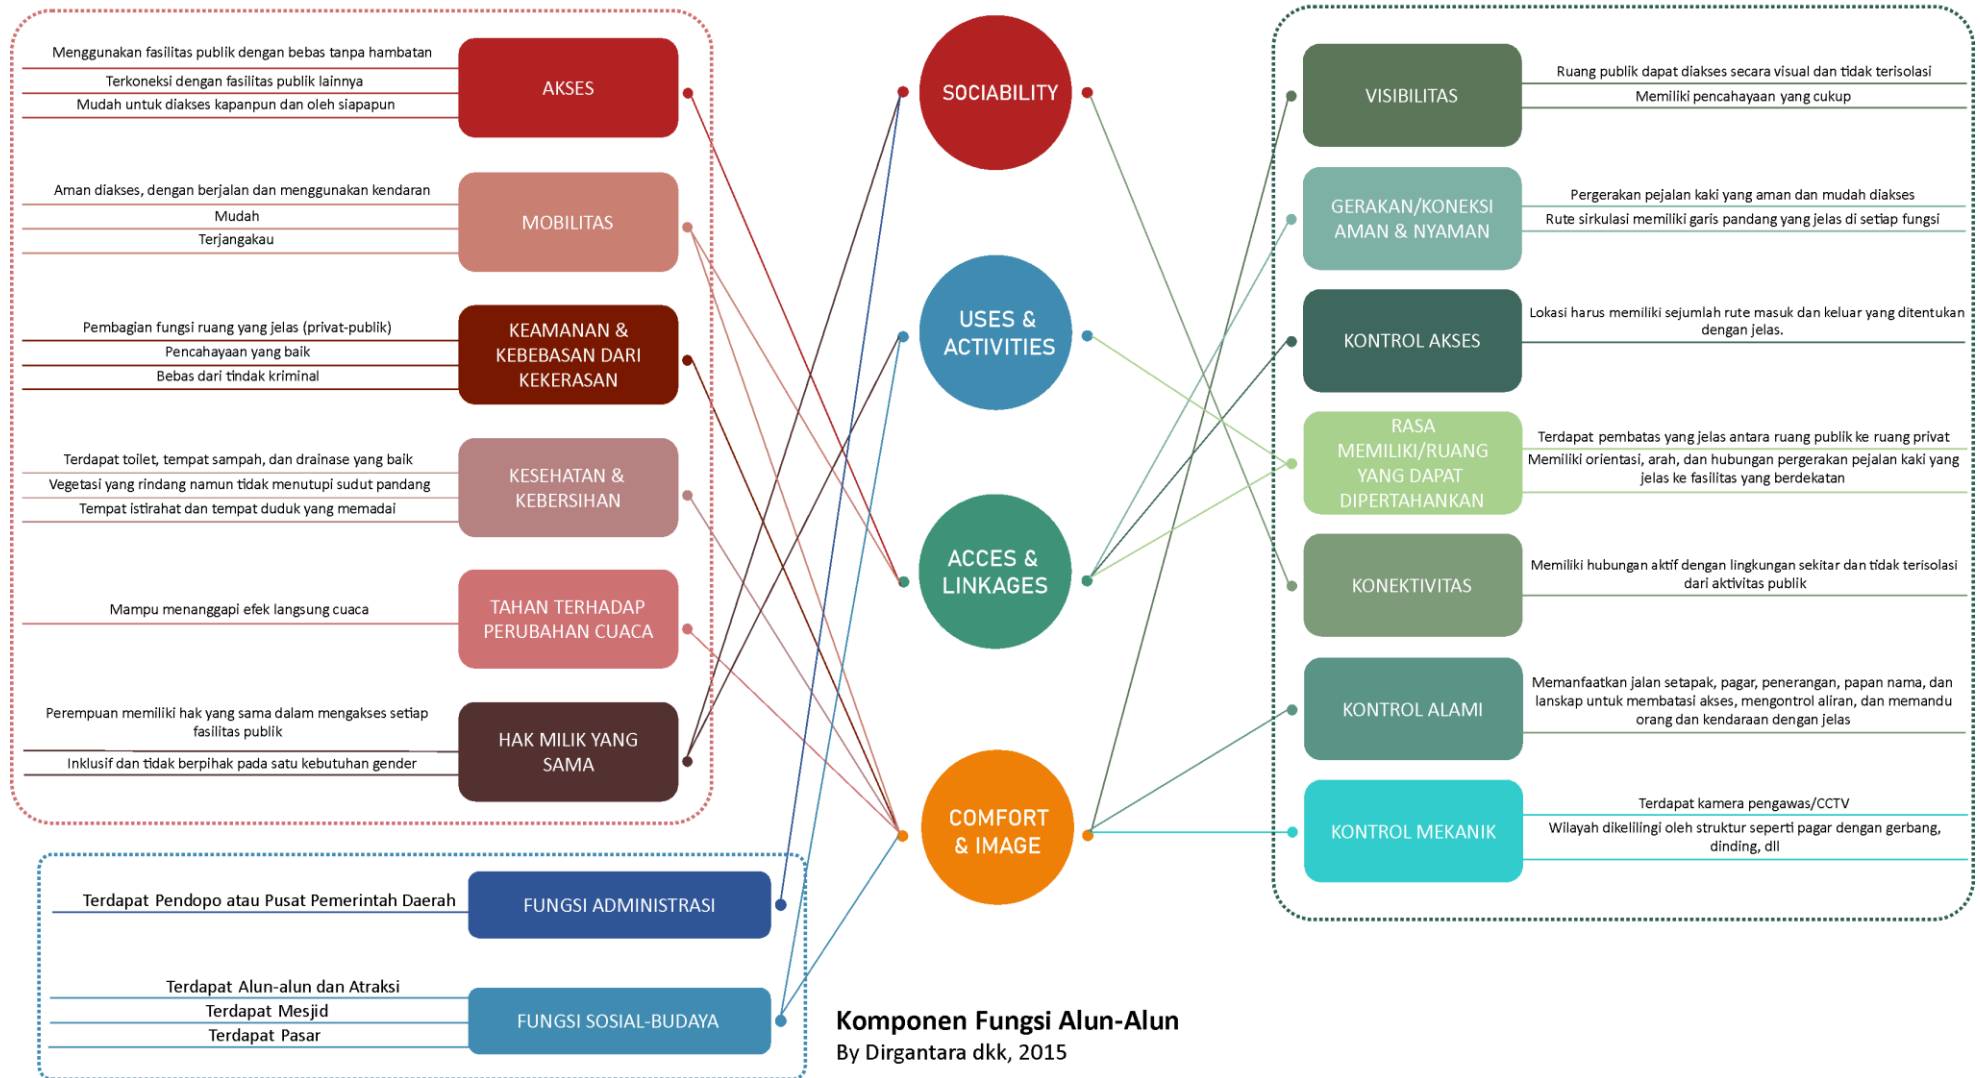 Menggunakan fasilitas publik dengan bebas tanpa hambatan
Terkoneksi dengan fasilitas publik lainnya
Mudah untuk diakses kapanpun dan oleh siapapun
AKSES
Aman diakses, dengan berjalan dan menggunakan kendaran
Mudah
Terjangakau
MOBILITAS
Pembagian fungsi ruang yang jelas (privat-publik)
Pencahayaan yang baik
Bebas dari tindak kriminal
KEAMANAN &
KEBEBASAN DARI
KEKERASAN
Terdapat toilet, tempat sampah, dan drainase yang baik
Vegetasi yang rindang namun tidak menutupi sudut pandang
Tempat istirahat dan tempat duduk yang memadai
KESEHATAN &
KEBERSIHAN
Mampu menanggapi efek langsung cuaca
TAHAN TERHADAP
PERUBAHAN CUACA
Perempuan memiliki hak yang sama dalam mengakses setiap
fasilitas publik
Inklusif dan tidak berpihak pada satu kebutuhan gender
HAK MILIK YANG
SAMA
Terdapat Pendopo atau Pusat Pemerintah Daerah
FUNGSI ADMINISTRASI
Terdapat Alun-alun dan Atraksi
Terdapat Mesjid
Terdapat Pasar
FUNGSI SOSIAL-BUDAYA
SOCIABILITY
USES &
ACTIVITIES
ACCES &
LINKAGES
COMFORT
& IMAGE
VISIBILITAS
Ruang publik dapat diakses secara visual dan tidak terisolasi
Memiliki pencahayaan yang cukup
GERAKAN/KONEKSI
AMAN & NYAMAN
Pergerakan pejalan kaki yang aman dan mudah diakses
Rute sirkulasi memiliki garis pandang yang jelas di setiap fungsi
KONTROL AKSES
Lokasi harus memiliki sejumlah rute masuk dan keluar yang ditentukan
dengan jelas.
RASA
MEMILIKI/RUANG
YANG DAPAT
DIPERTAHANKAN
Terdapat pembatas yang jelas antara ruang publik ke ruang privat
Memiliki orientasi, arah, dan hubungan pergerakan pejalan kaki yang
jelas ke fasilitas yang berdekatan
KONEKTIVITAS
Memiliki hubungan aktif dengan lingkungan sekitar dan tidak terisolasi
dari aktivitas publik
KONTROL ALAMI
Memanfaatkan jalan setapak, pagar, penerangan, papan nama, dan
lanskap untuk membatasi akses, mengontrol aliran, dan memandu
orang dan kendaraan dengan jelas
KONTROL MEKANIK
Terdapat kamera pengawas/CCTV
Wilayah dikelilingi oleh struktur seperti pagar dengan gerbang,
dinding, dll
Komponen Fungsi Alun-Alun
By Dirgantara dkk, 2015